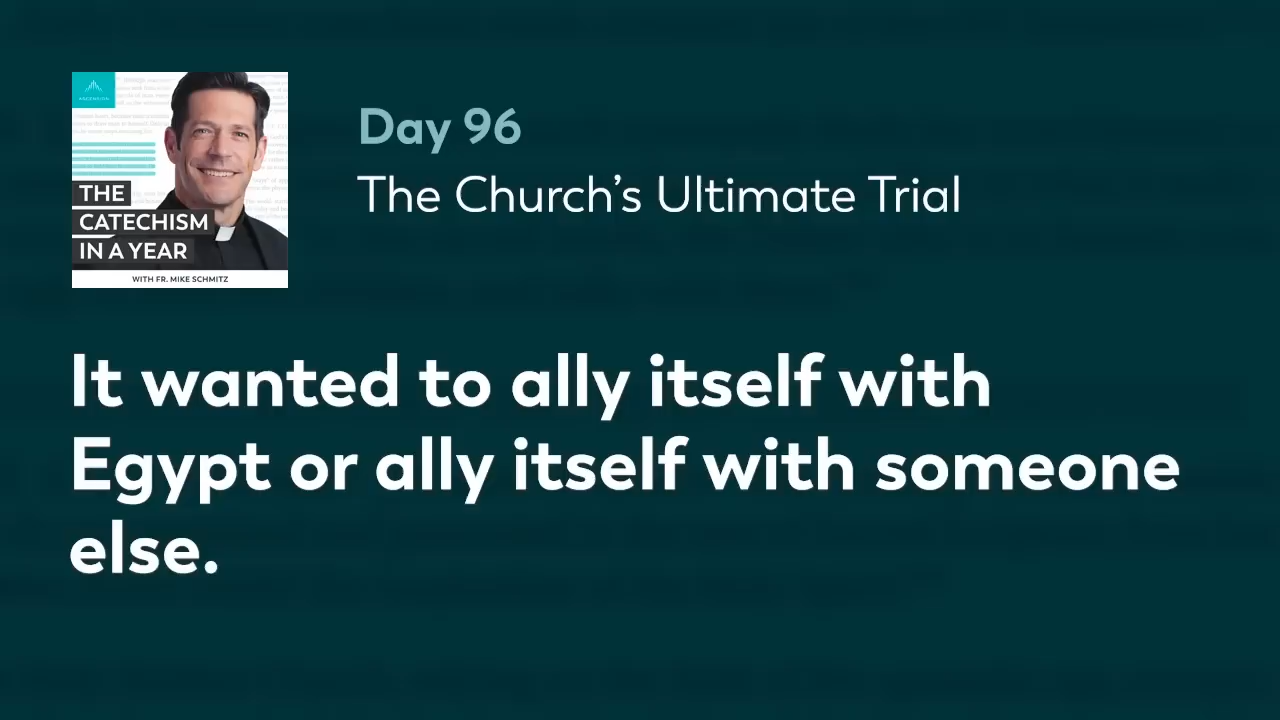 ASCENSION
THE
CATECHISM
IN A YEAR
WITH FR. MIKE SCHMITZ
Day 96
The Church’s Ultimate Trial
It wanted to ally itself with
Egypt or ally itself with someone
else.